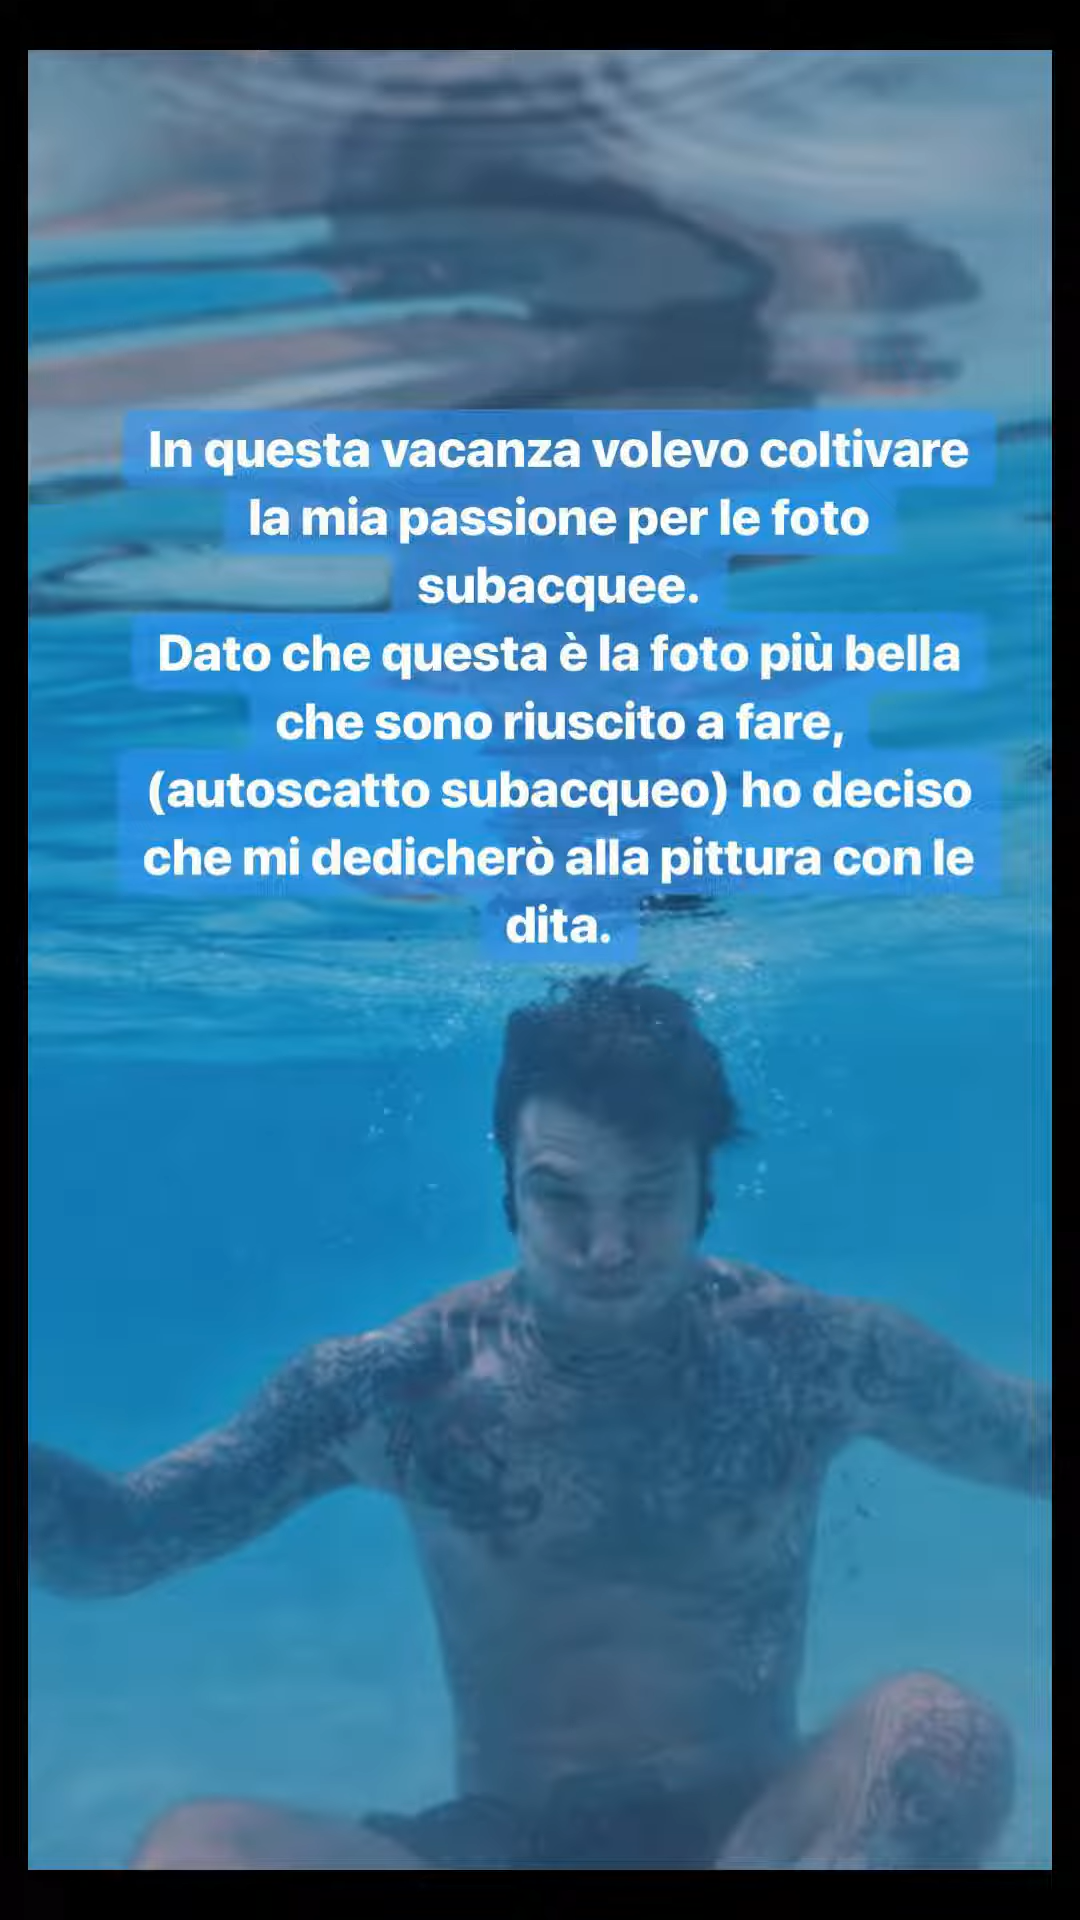 In questa vacanza volevo coltivare
la mia passione per le foto
subacquee.
Dato che questa è la foto più bella
che sono riuscito a fare,
(autoscatto subacqueo) ho deciso
che mi dedicherò alla pittura con le
dita.